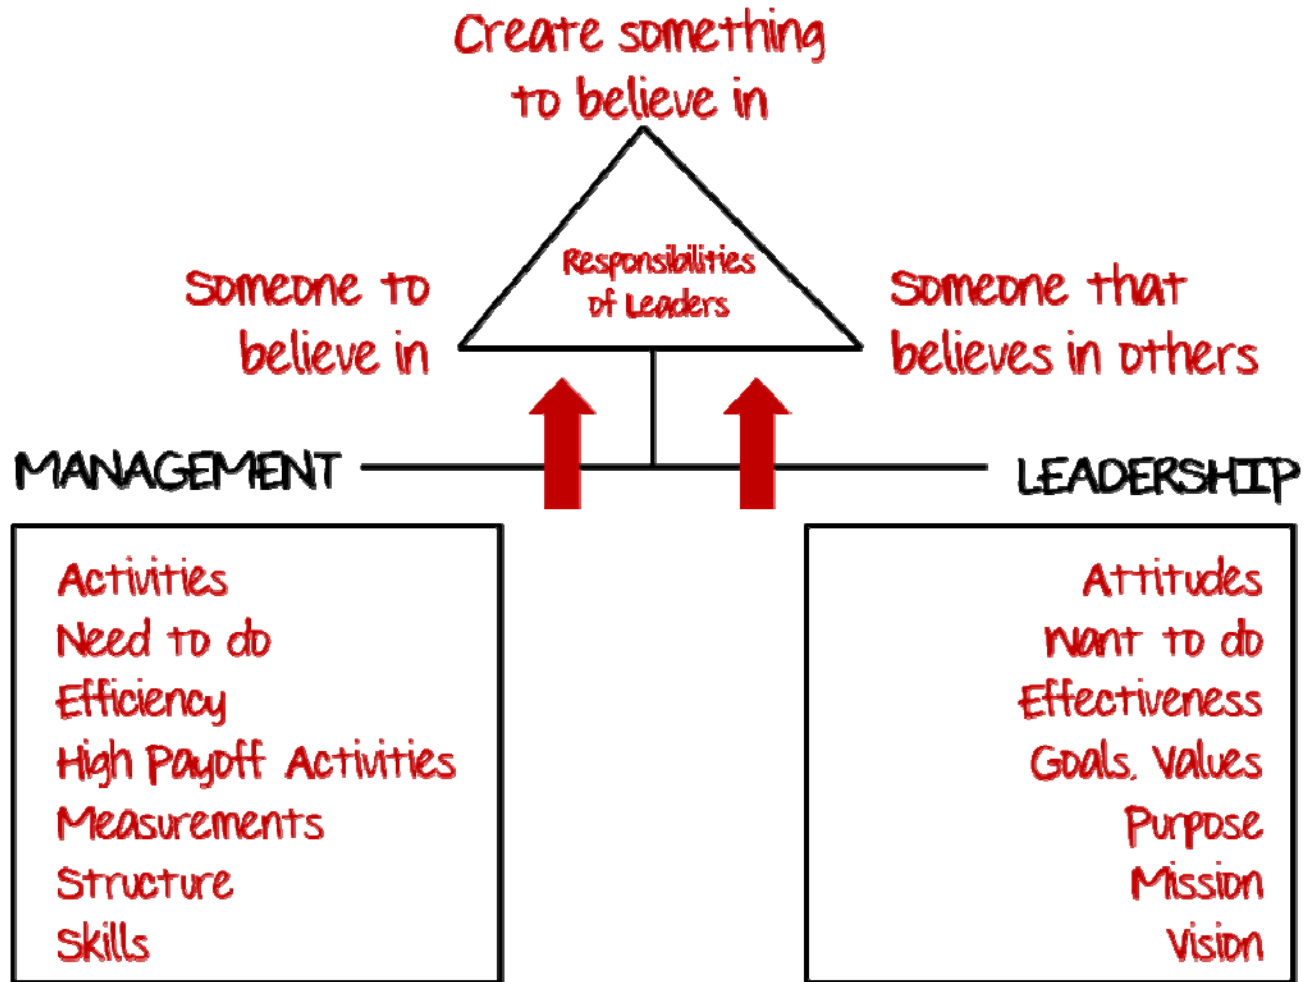 Create something
to believe in
Responsibilities
of Leaders
Someone to
believe in
Someone that
believes in others
MANAGEMENT
LEADERSHIP
Activities
Need to do
Efficiency
High Payoff Activities
Measurements
Structure
Skills
Attitudes
Want to do
Effectiveness
Goals, Values
Purpose
Mission
Vision